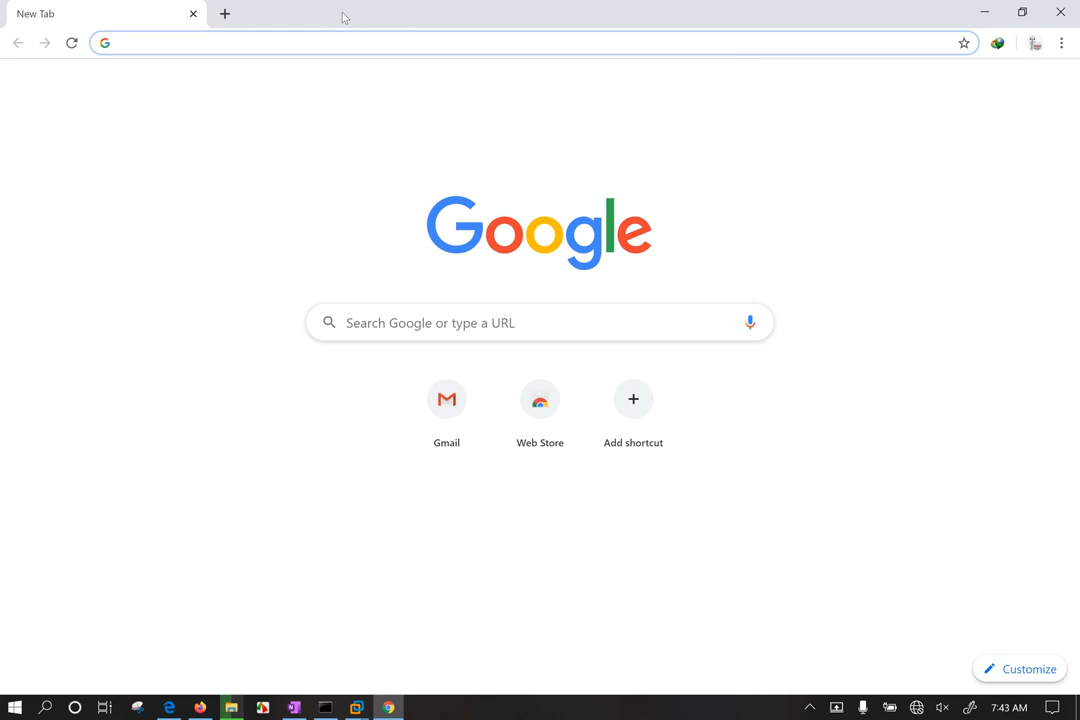 New Tab
Google
Search Google or type a URL
Gmail
Web Store
Add shortcut
Customize
7:43 AM